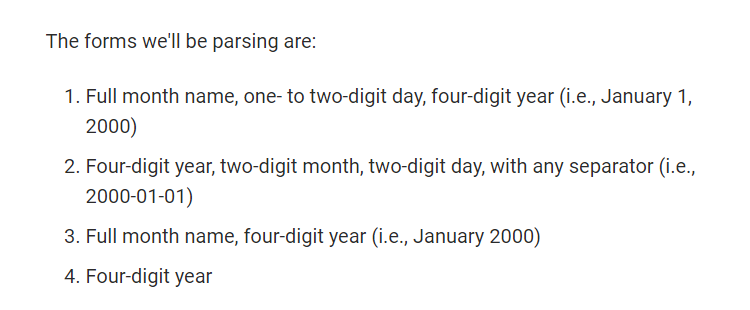 The forms we'll be parsing are:
1. Full month name, one- to two-digit day, four-digit year (i.e., January 1,
2000)
2. Four-digit year, two-digit month, two-digit day, with any separator (i.e.,
2000-01-01)
3. Full month name, four-digit year (i.e., January 2000)
4. Four-digit year